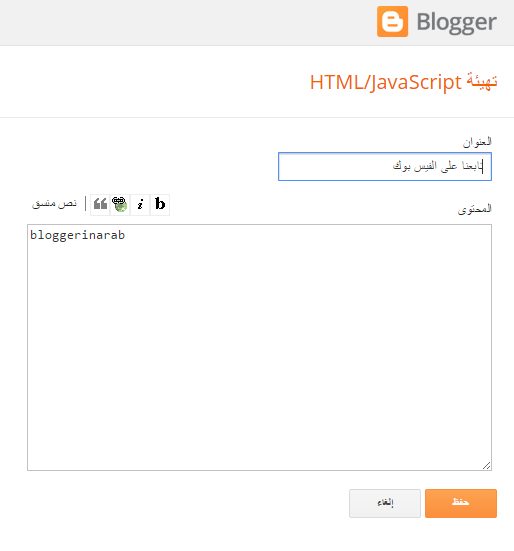 Blogger
تهيئة HTML/JavaScript
العنوان
تابعنا على الفيس بوك
المحتوى
b i | نص منسق
bloggerinarab
حفظ
إلغاء